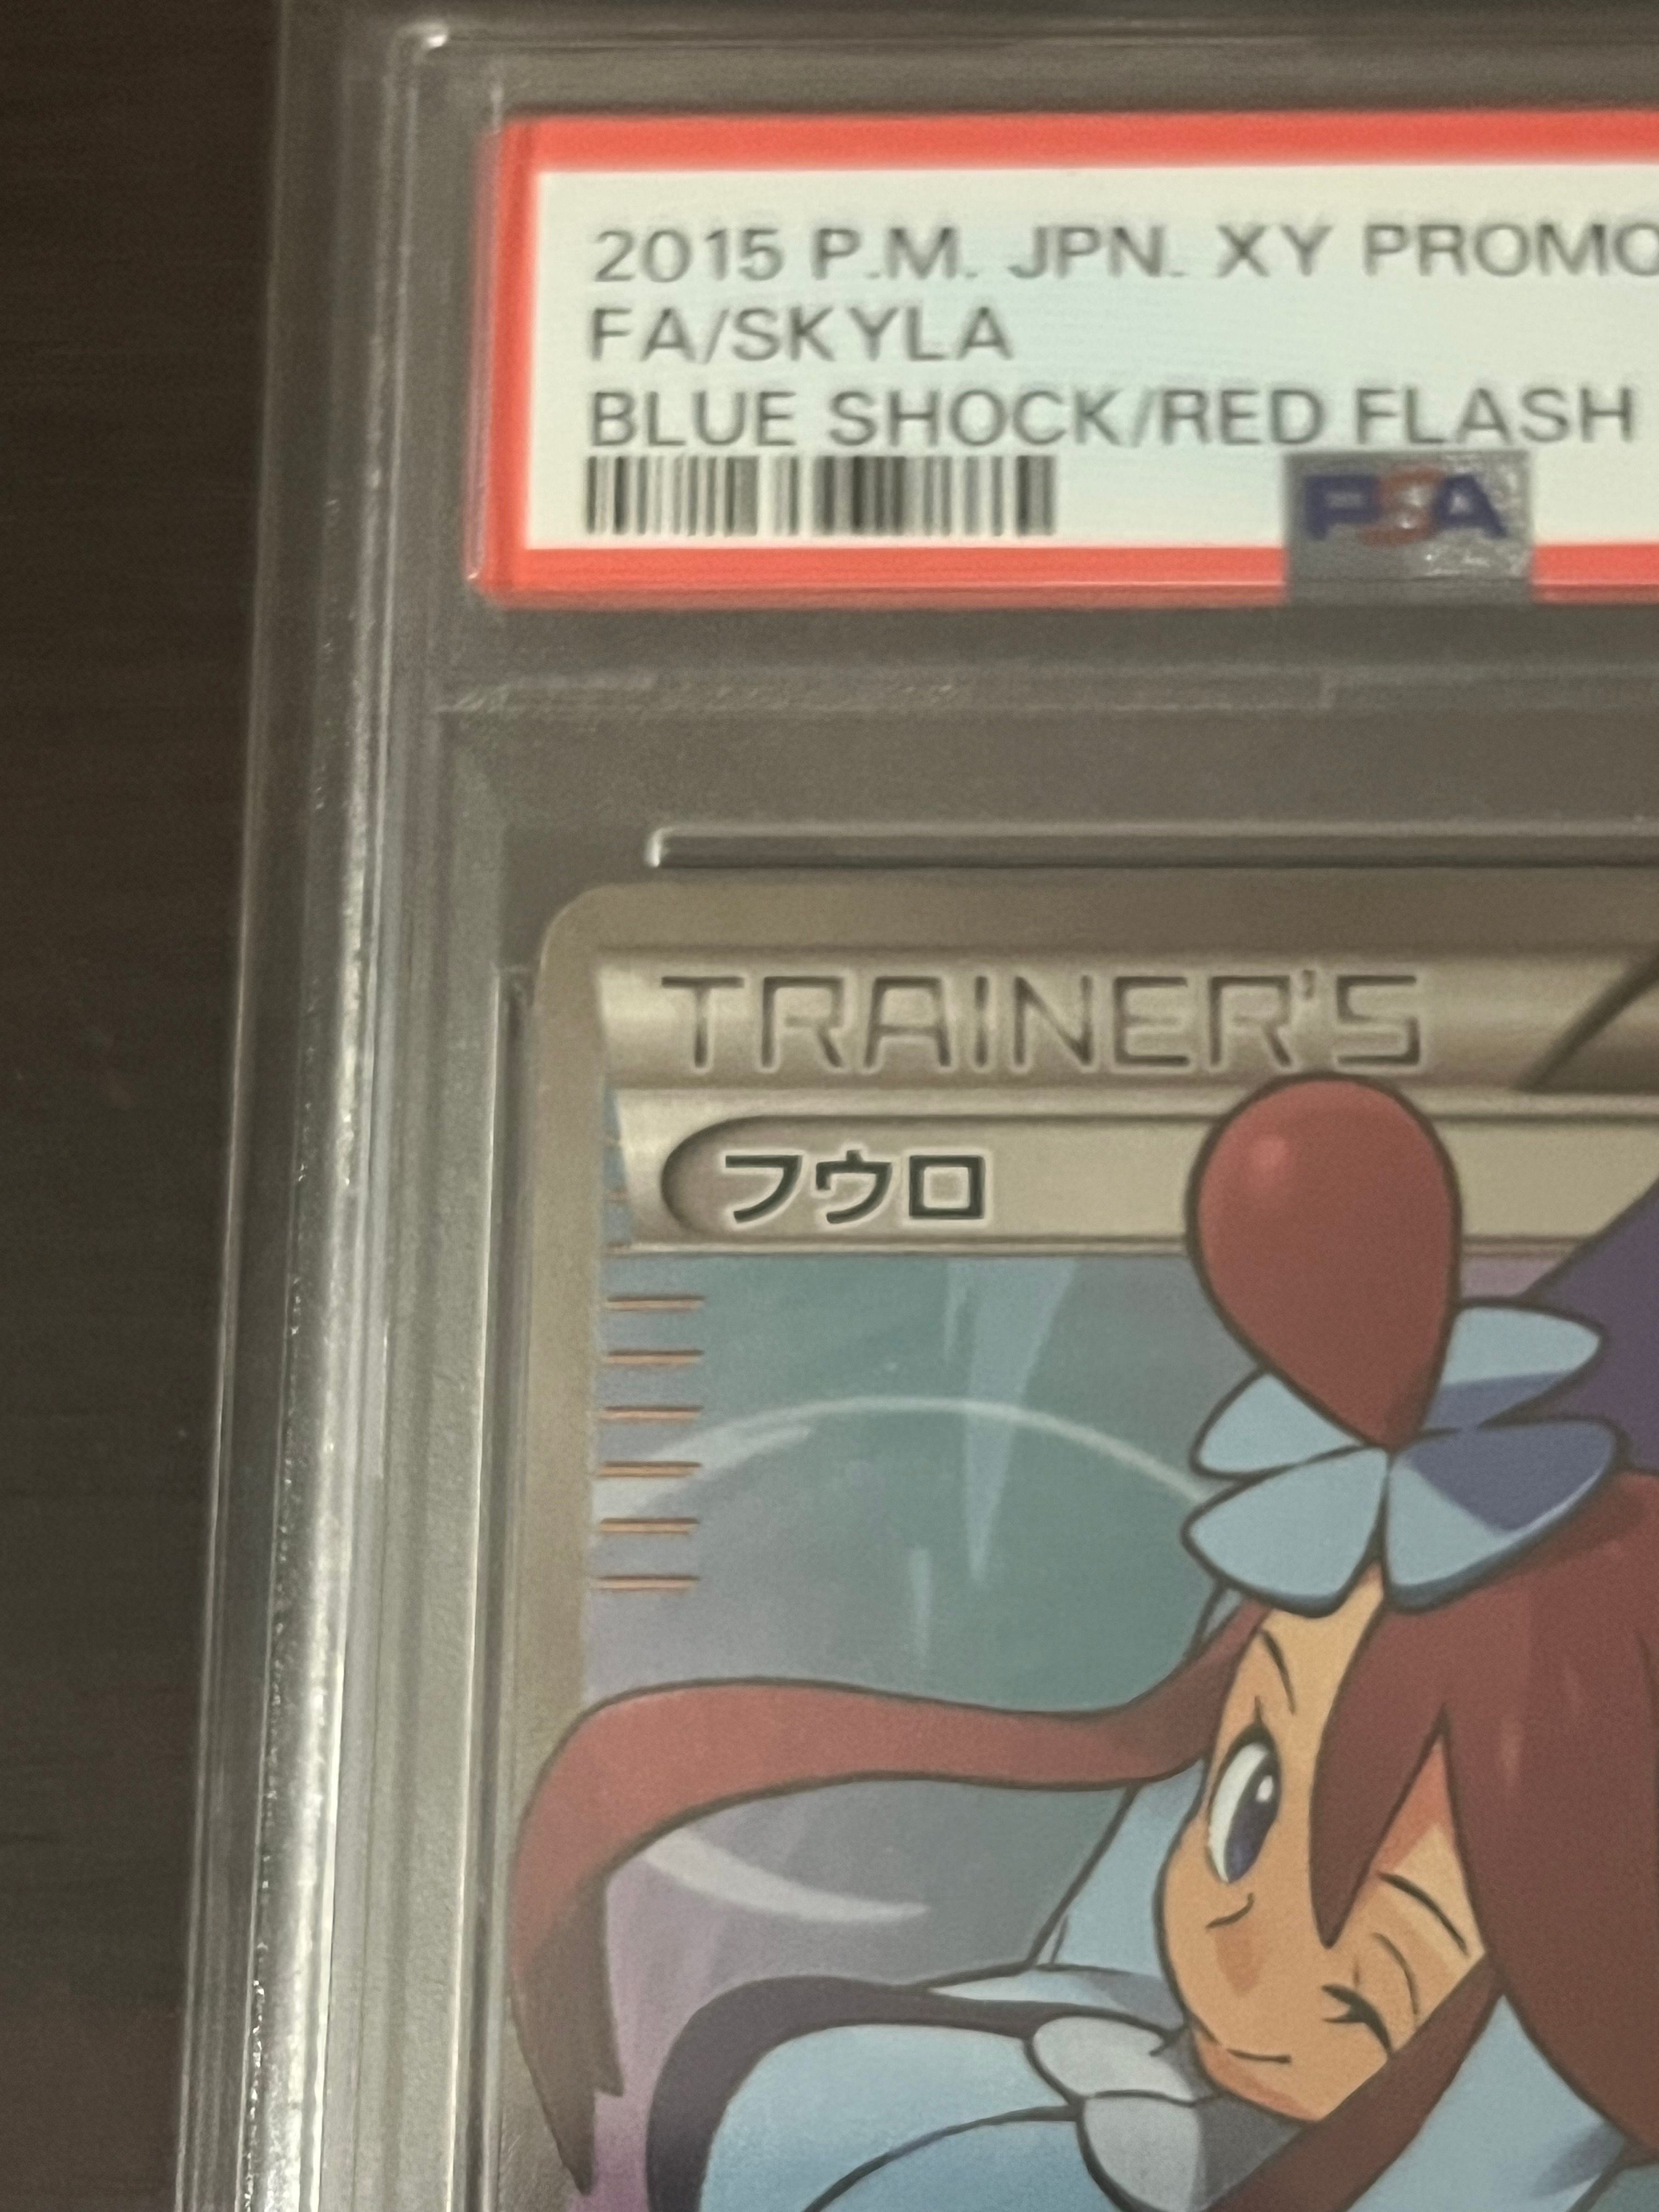 2015 P.M. JPN. XY PROMO
FA/SKYLA
BLUE SHOCK/RED FLASH
PSA
TRAINER'S
フウロ